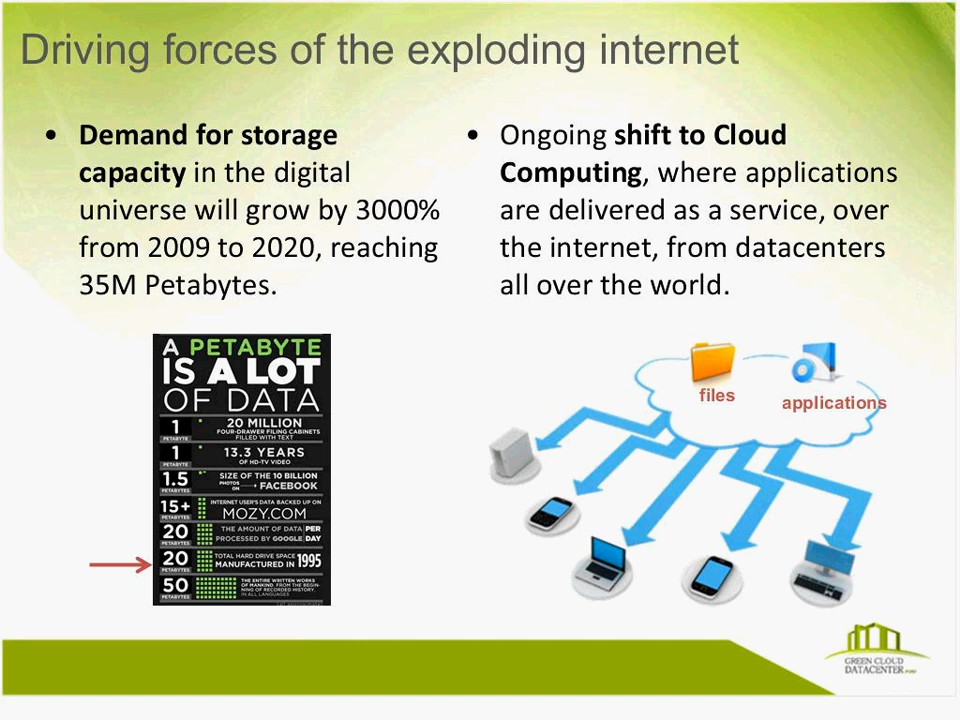 Driving forces of the exploding internet
• Demand for storage
capacity in the digital
universe will grow by 3000%
from 2009 to 2020, reaching
35M Petabytes.
• Ongoing shift to Cloud
Computing, where applications
are delivered as a service, over
the internet, from datacenters
all over the world.
A PETABYTE
IS A LOT
OF DATA
1 PETABYTE
20 MILLION
FOUR-DRAWER FILING CABINETS
FILLED WITH TEXT
1 PETABYTE
13.3 YEARS
OF HD-TV VIDEO
1.5 PETABYTES
SIZE OF THE 10 BILLION
PHOTOS ON FACEBOOK
15+ PETABYTES
INTERNET USER'S DATA BACKED UP ON
MOZY.COM
20 PETABYTES
THE AMOUNT OF DATA PER
PROCESSED BY GOOGLE DAY
20 PETABYTES
TOTAL HARD DRIVE SPACE 1995
MANUFACTURED IN
50 PETABYTES
THE ENTIRE WRITTEN WORKS
OF MANKIND, FROM THE BEGIN-
NING OF RECORDED HISTORY,
IN ALL LANGUAGES
files
applications
GREEN CLOUD
DATACENTER